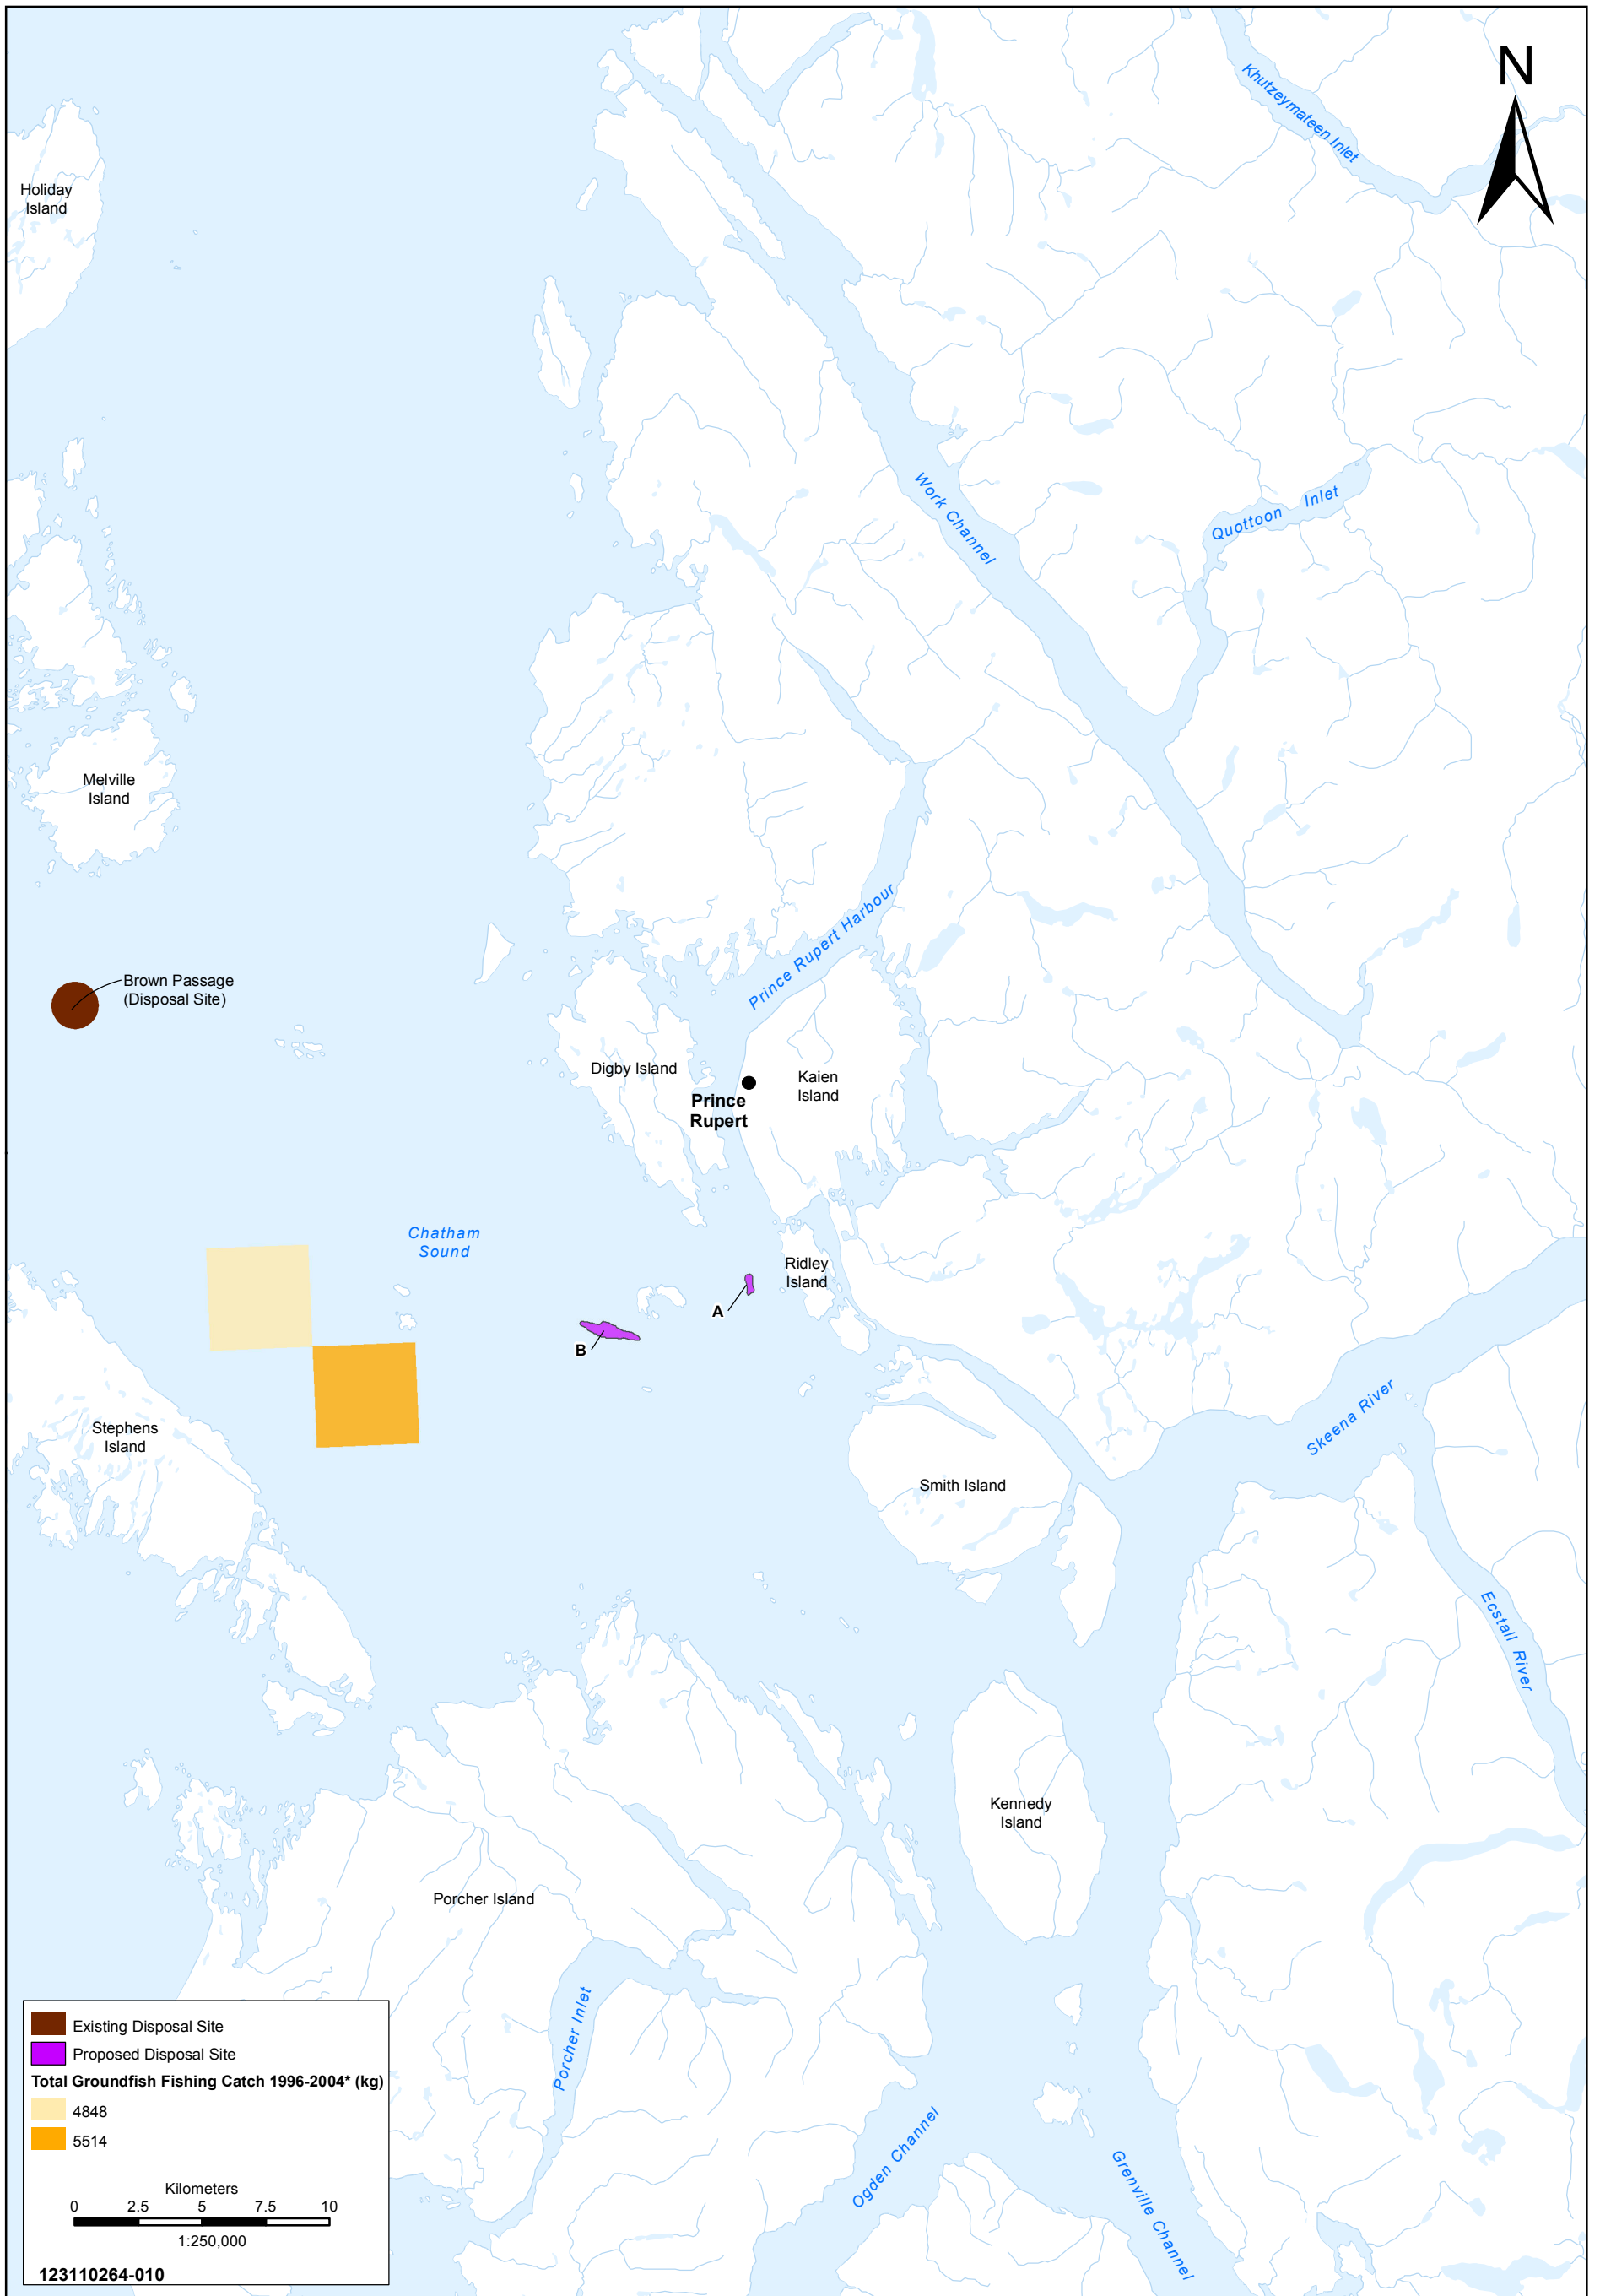 N
Khutzeymateen Inlet
Holiday
Island
Work Channel
Quottoon Inlet
Melville
Island
Prince Rupert Harbour
Brown Passage
(Disposal Site)
Digby Island
Kaien
Island
Prince
Rupert
Chatham
Sound
Ridley
Island
A
B
Skeena River
Stephens
Island
Smith Island
Ecstall River
Kennedy
Island
Porcher Island
Porcher Inlet
Ogden Channel
Grenville Channel
Existing Disposal Site
Proposed Disposal Site
Total Groundfish Fishing Catch 1996-2004* (kg)
4848
5514
Kilometers
0 2.5 5 7.5 10
1:250,000
123110264-010